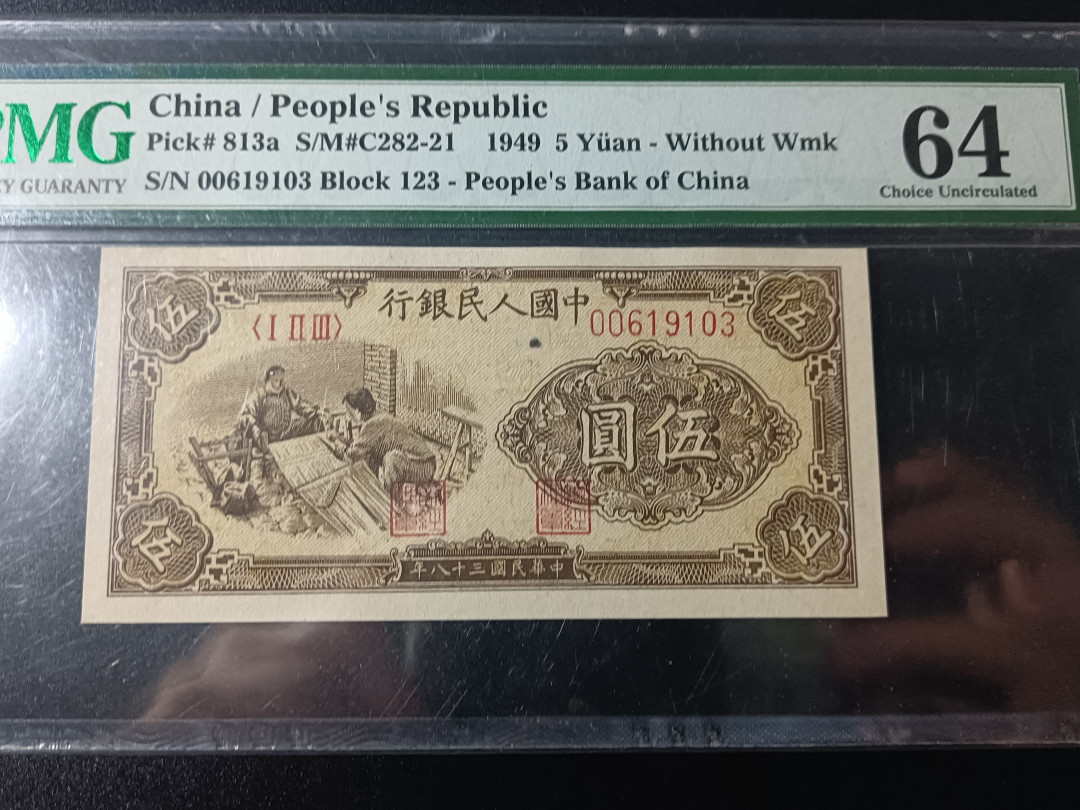 PMG China / People's Republic 64
Pick# 813a S/M#C282-21 1949 5 Yüan - Without Wmk
Y GUARANTY S/N 00619103 Block 123 - People's Bank of China Choice Uncirculated
行銀民人國中
伍 〈Ⅰ Ⅱ Ⅲ〉 00619103 伍
圓伍
伍 伍
年八十三國民華中